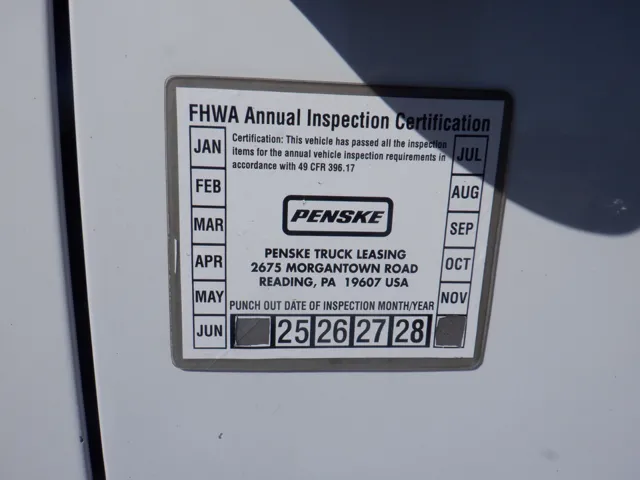 FHWA Annual Inspection Certification
Certification: This vehicle has passed all the inspection
items for the annual vehicle inspection requirements in
accordance with 49 CFR 396.17
JAN
FEB
MAR
APR
MAY
JUN
PENSKE
PENSKE TRUCK LEASING
2675 MORGANTOWN ROAD
READING, PA 19607 USA
PUNCH OUT DATE OF INSPECTION MONTH/YEAR
25 26 27 28
JUL
AUG
SEP
OCT
NOV